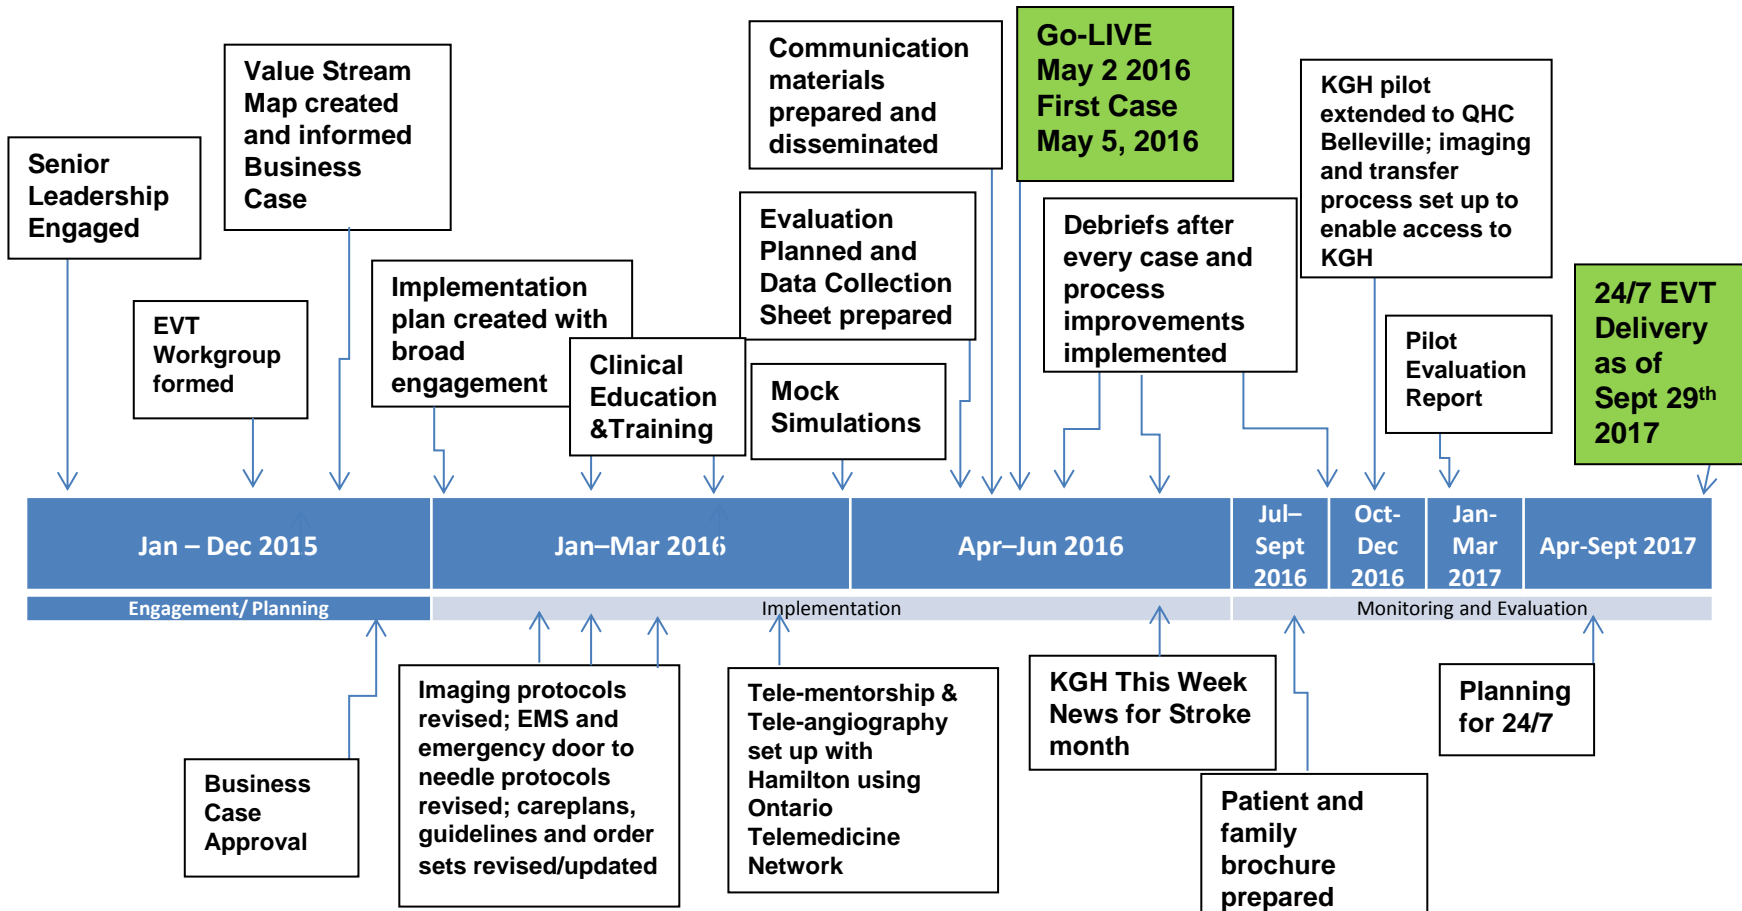 Senior
Leadership
Engaged
Value Stream
Map created
and informed
Business
Case
EVT
Workgroup
formed
Implementation
plan created with
broad
engagement
Clinical
Education
&Training
Communication
materials
prepared and
disseminated
Evaluation
Planned and
Data Collection
Sheet prepared
Mock
Simulations
Go-LIVE
May 2 2016
First Case
May 5, 2016
Debriefs after
every case and
process
improvements
implemented
KGH pilot
extended to QHC
Belleville; imaging
and transfer
process set up to
enable access to
KGH
Pilot
Evaluation
Report
24/7 EVT
Delivery
as of
Sept 29th
2017
Jan – Dec 2015
Jan–Mar 2016
Apr–Jun 2016
Jul–
Sept
2016
Oct-
Dec
2016
Jan-
Mar
2017
Apr-Sept 2017
Engagement/ Planning
Implementation
Monitoring and Evaluation
Business
Case
Approval
Imaging protocols
revised; EMS and
emergency door to
needle protocols
revised; careplans,
guidelines and order
sets revised/updated
Tele-mentorship &
Tele-angiography
set up with
Hamilton using
Ontario
Telemedicine
Network
KGH This Week
News for Stroke
month
Patient and
family
brochure
prepared
Planning
for 24/7